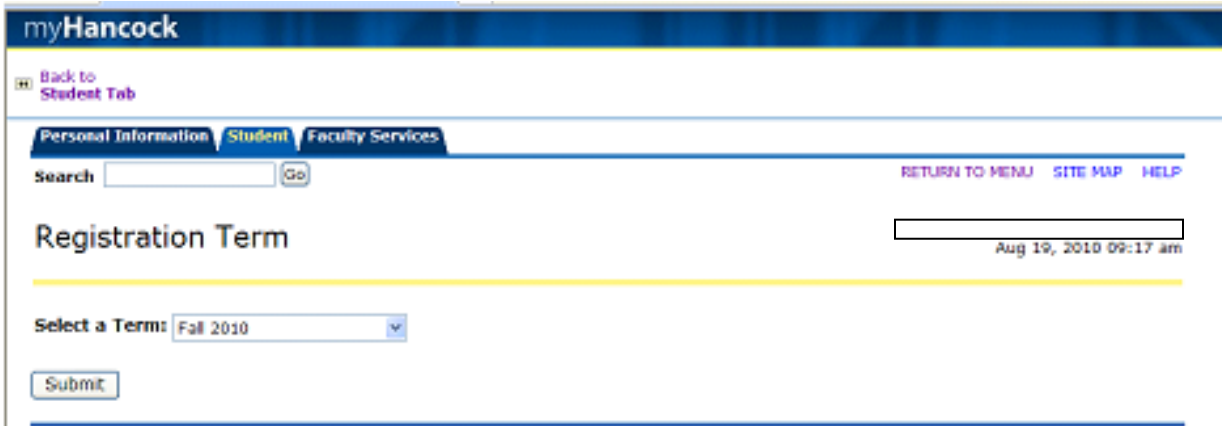 myHancock
Back to
Student Tab
Personal Information Student Faculty Services
Search Go RETURN TO MENU SITE MAP HELP
Registration Term
Aug 19, 2010 09:17 am
Select a Term: Fall 2010
Submit